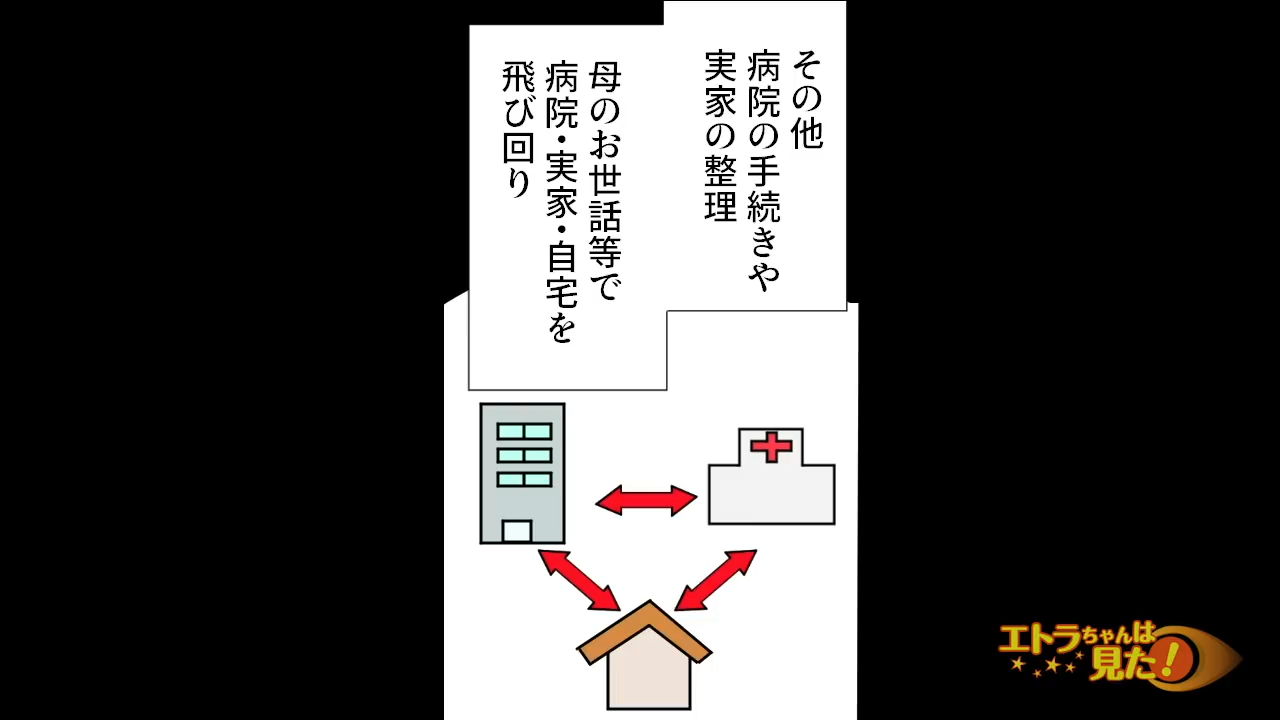 その他
病院の手続きや
実家の整理
母のお世話等で
病院・実家・自宅を
飛び回り
エトラちゃんは
見た!